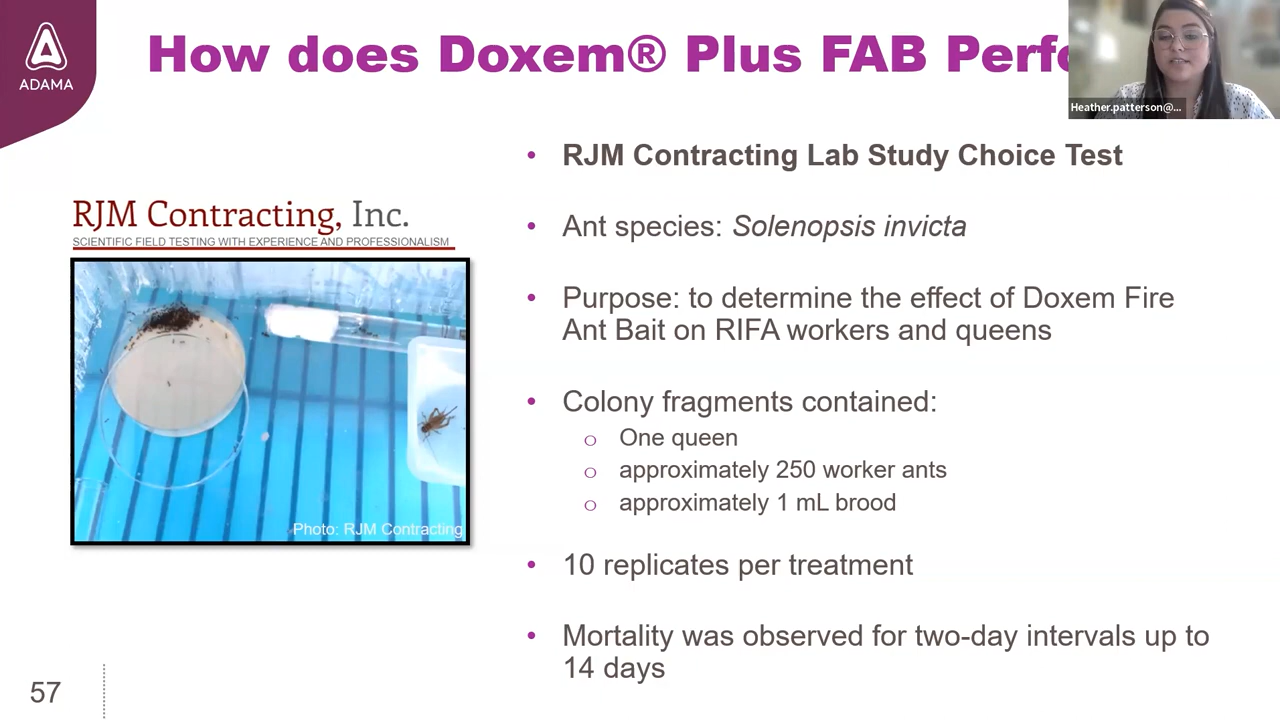 ADAMA
How does Doxem® Plus FAB
Heather.patterson@...
RJM Contracting Lab Study Choice Test
RJM Contracting, Inc.
SCIENTIFIC FIELD TESTING WITH EXPERIENCE AND PROFESSIONALISM
Photo: RJM Contracting
Ant species: Solenopsis invicta
Purpose: to determine the effect of Doxem Fire
Ant Bait on RIFA workers and queens
Colony fragments contained:
One queen
approximately 250 worker ants
approximately 1 mL brood
10 replicates per treatment
Mortality was observed for two-day intervals up to
14 days
57